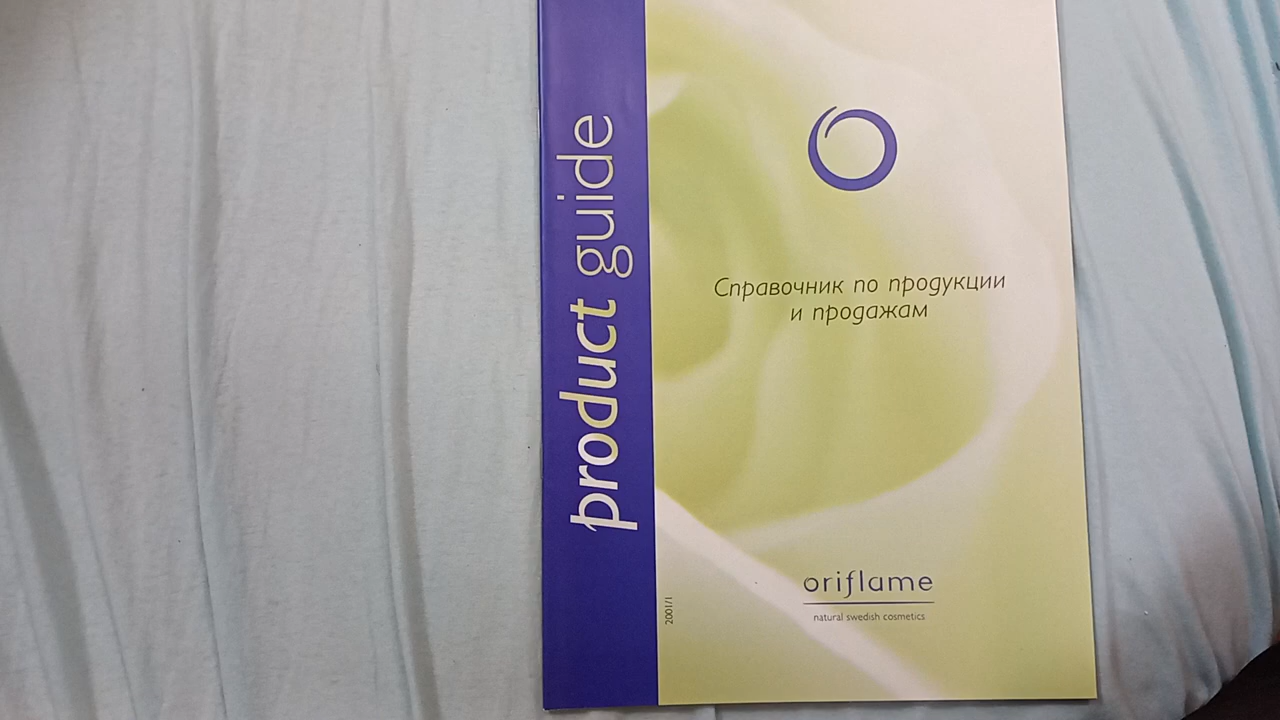 product guide
Справочник по продукции
и продажам
oriflame
natural swedish cosmetics
2001/1